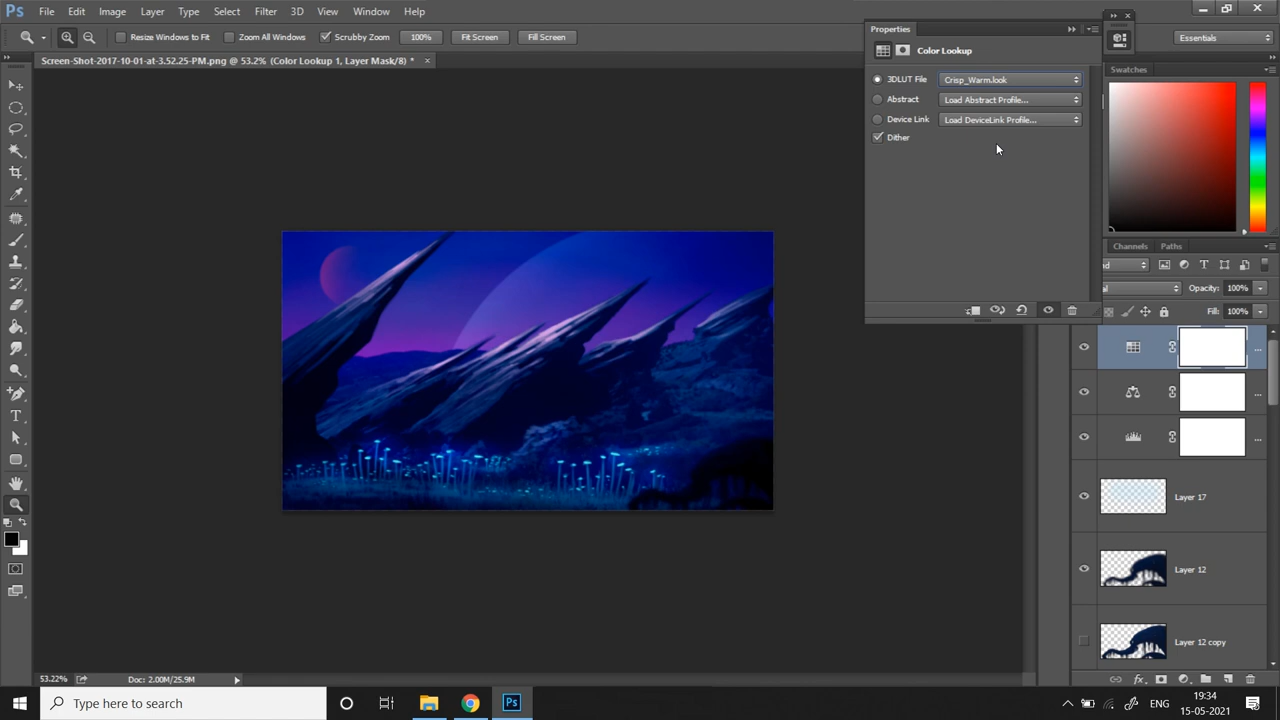 Ps File Edit Image Layer Type Select Filter 3D View Window Help
Resize Windows to Fit Zoom All Windows Scrubby Zoom 100% Fit Screen Fill Screen
Essentials
Screen-Shot-2017-10-01-at-3.52.25-PM.png @ 53.2% (Color Lookup 1, Layer Mask/8) *
Properties
Color Lookup
3DLUT File Crisp_Warm.look
Abstract Load Abstract Profile...
Device Link Load DeviceLink Profile...
Dither
Swatches
Channels Paths
Opacity: 100%
Fill: 100%
...
...
...
Layer 17
Layer 12
Layer 12 copy
53.22% Doc: 2.00M/25.9M
Type here to search
Ps
19:34
15-05-2021